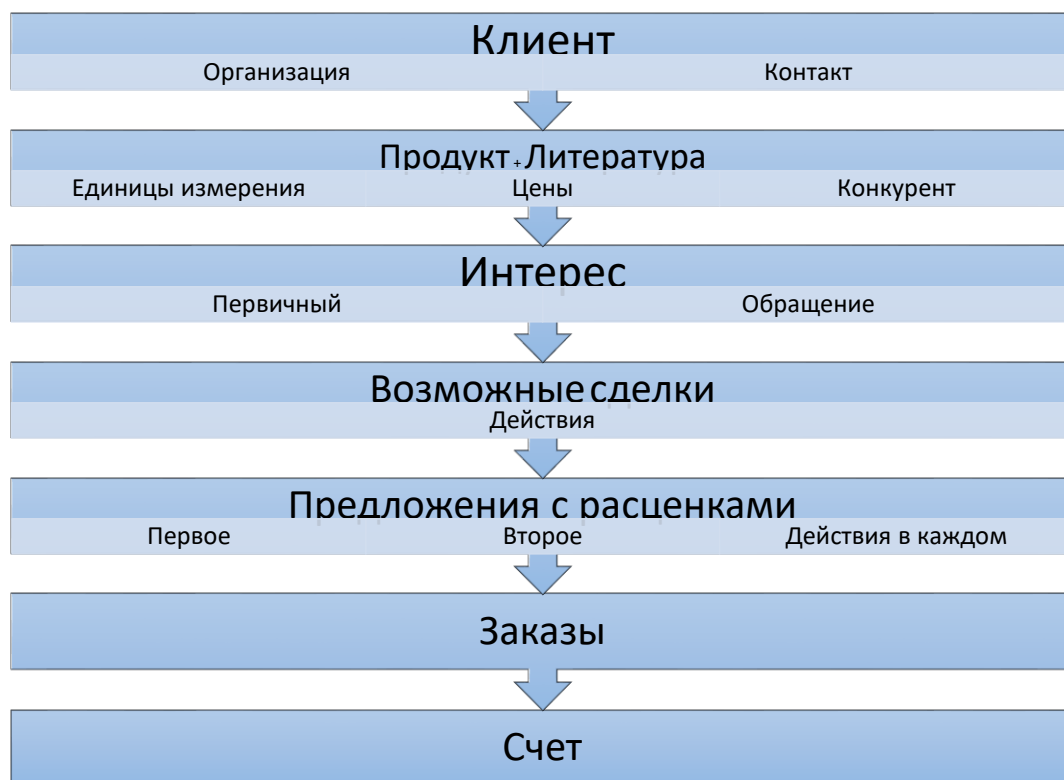 Клиент
Организация Контакт
Продукт + Литература
Единицы измерения Цены Конкурент
Интерес
Первичный Обращение
Возможные сделки
Действия
Предложения с расценками
Первое Второе Действия в каждом
Заказы
Счет